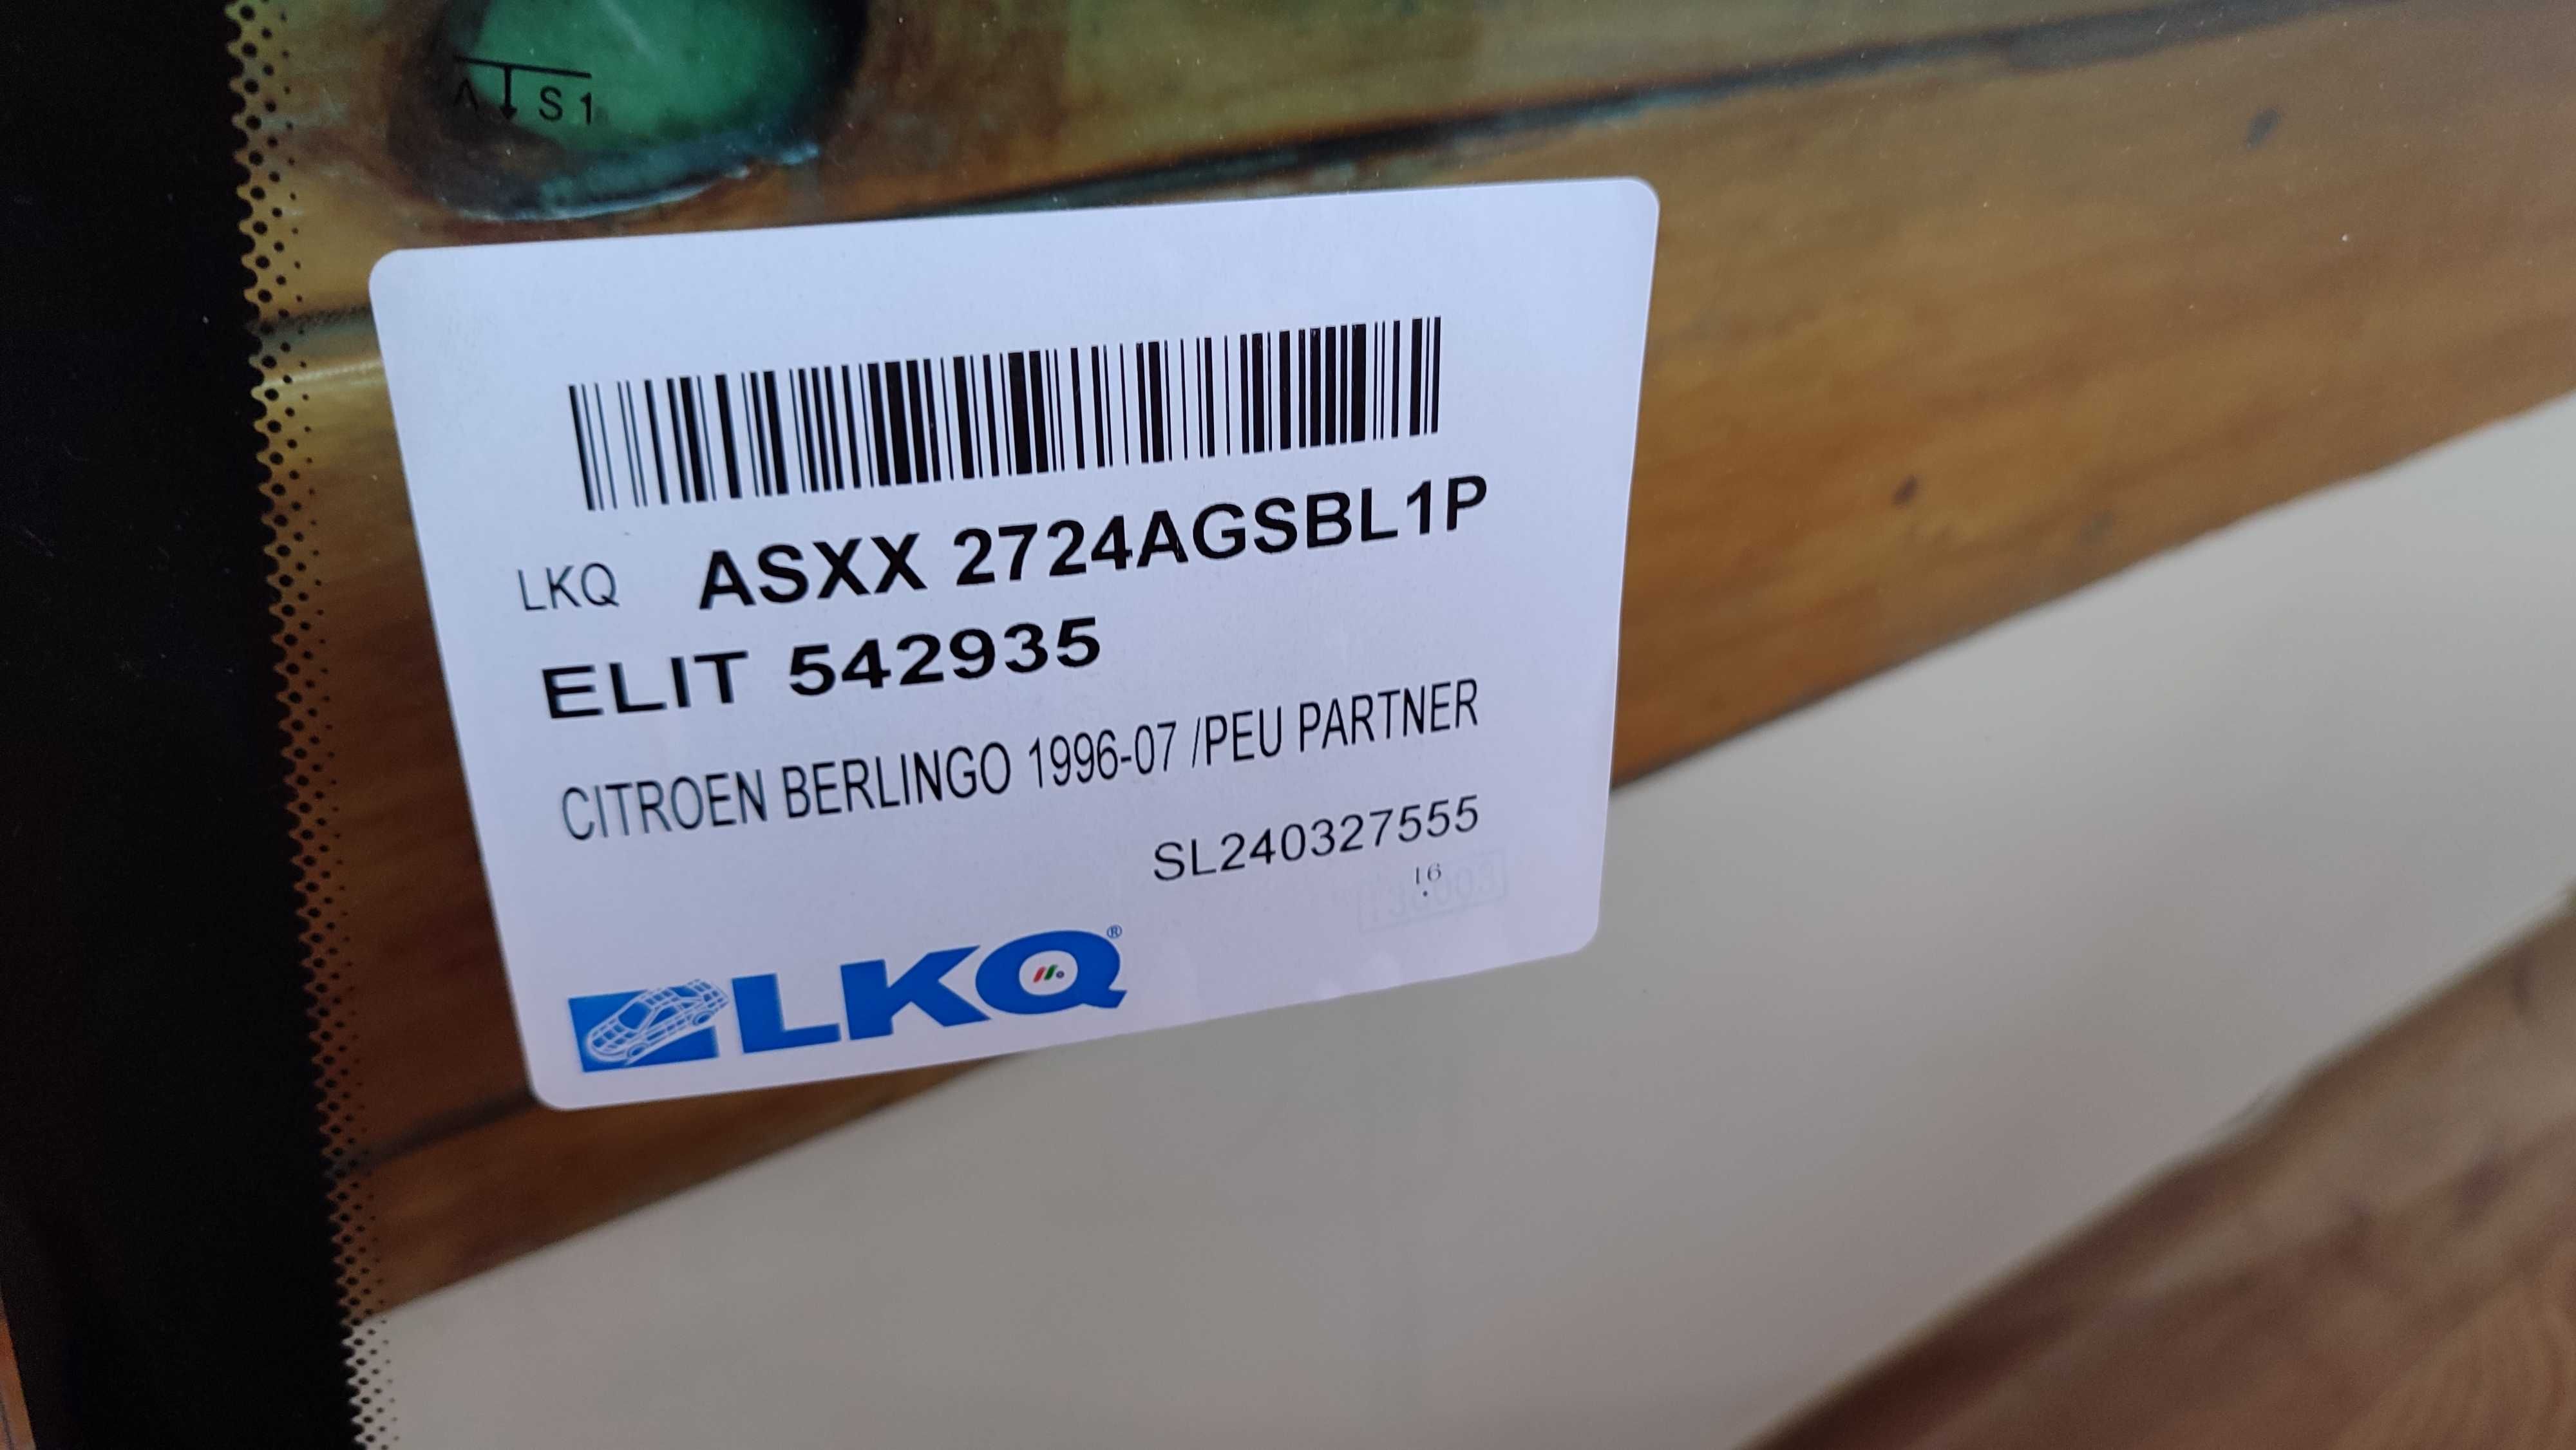 A S1
LKQ ASXX 2724AGSBL1P
ELIT 542935
CITROEN BERLINGO 1996-07 /PEU PARTNER
SL240327555
16
LKQ®